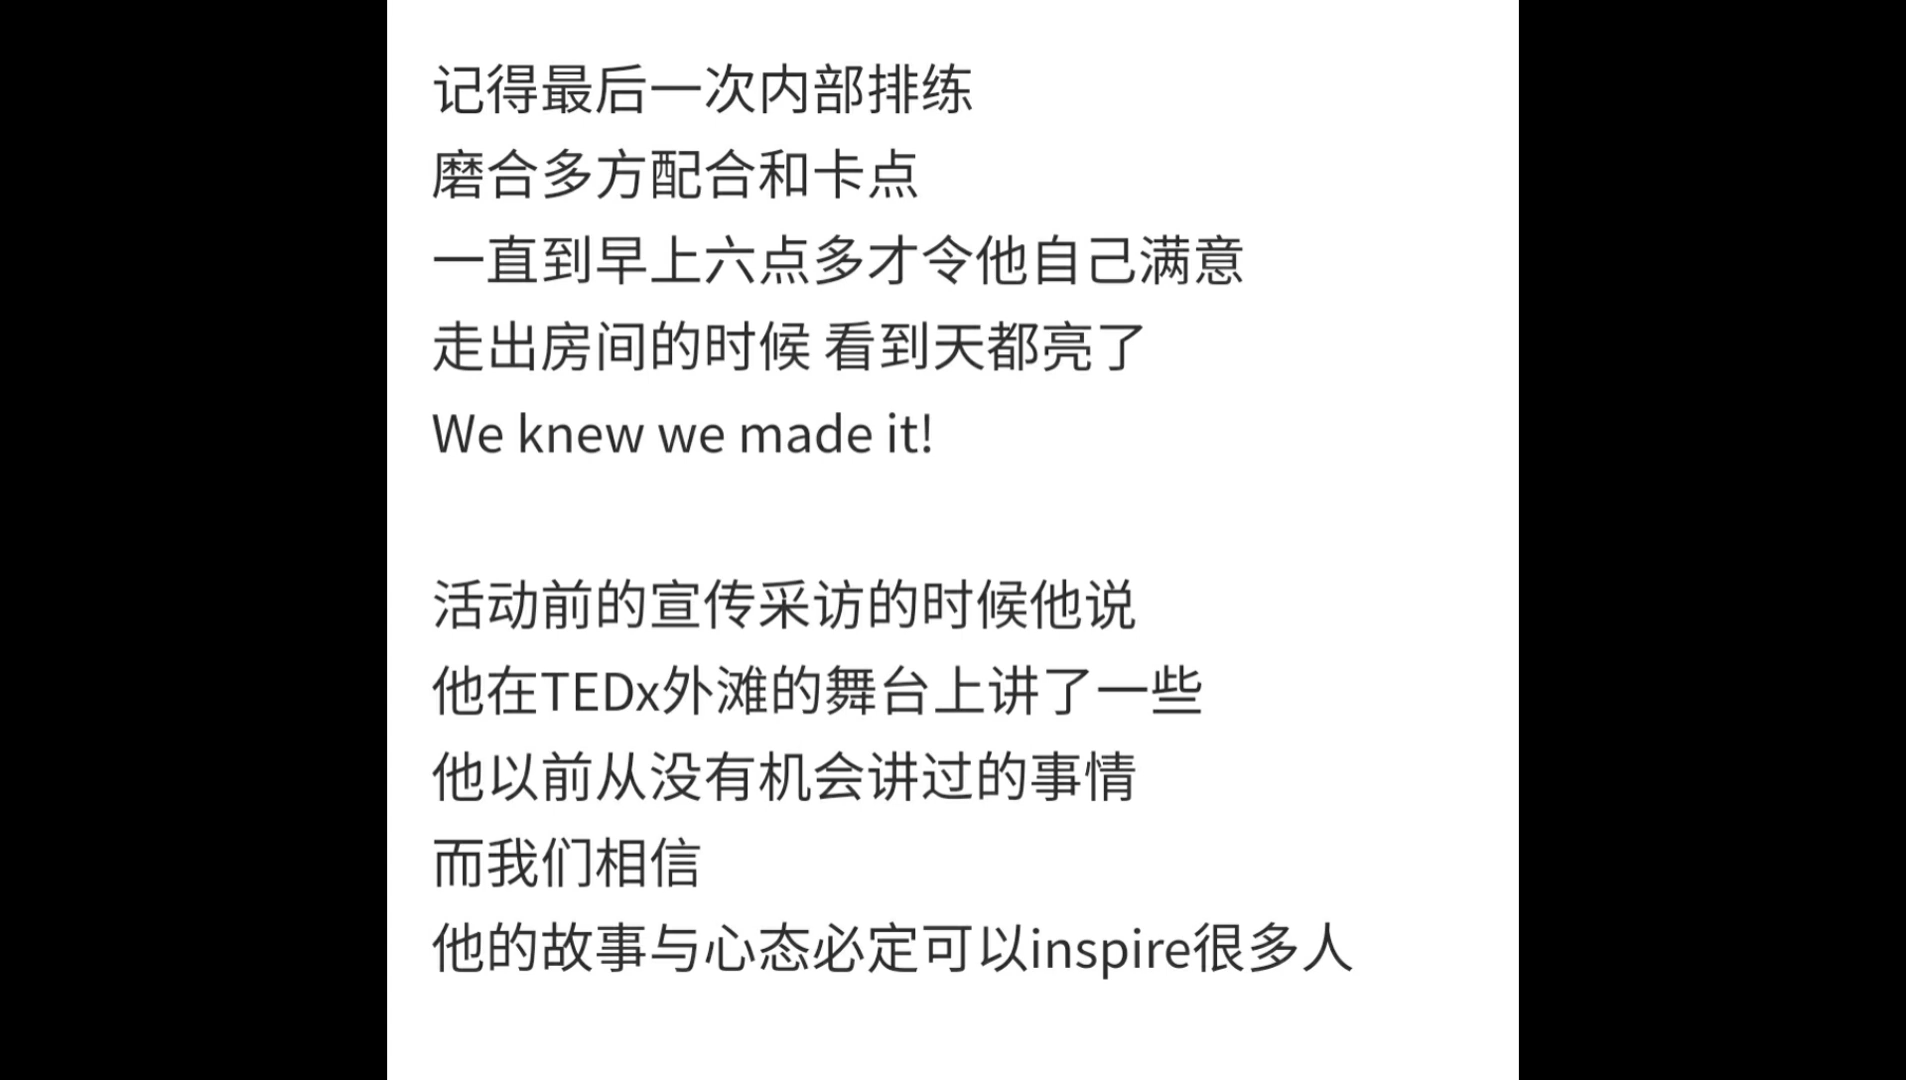 记得最后一次内部排练
磨合多方配合和卡点
一直到早上六点多才令他自己满意
走出房间的时候 看到天都亮了
We knew we made it!
活动前的宣传采访的时候他说
他在TEDx外滩的舞台上讲了一些
他以前从没有机会讲过的事情
而我们相信
他的故事与心态必定可以inspire很多人